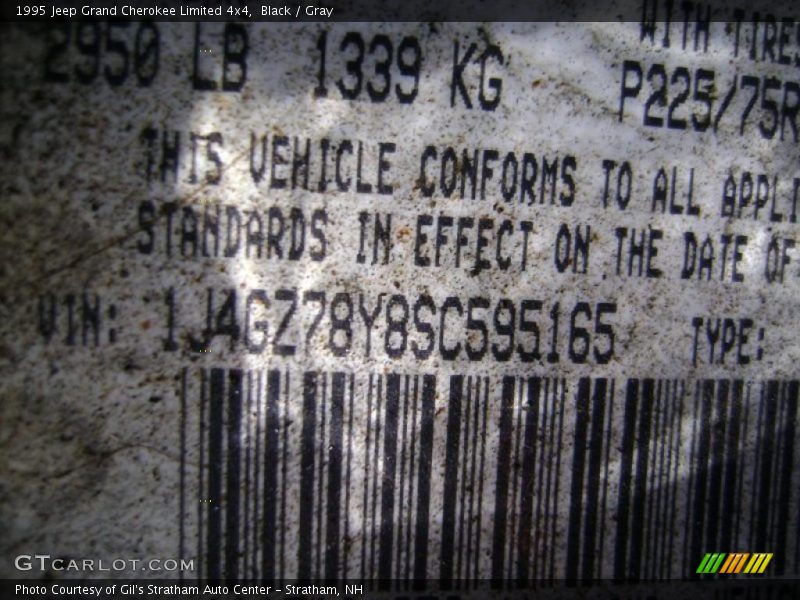 1995 Jeep Grand Cherokee Limited 4x4, Black / Gray
WITH TIRES
2950 LB 1339 KG
P225/75R
THIS VEHICLE CONFORMS TO ALL APPLI
STANDARDS IN EFFECT ON THE DATE OF
VIN: 1J4GZ78Y8SC595165 TYPE:
GTCARLOT.COM
Photo Courtesy of Gil's Stratham Auto Center - Stratham, NH